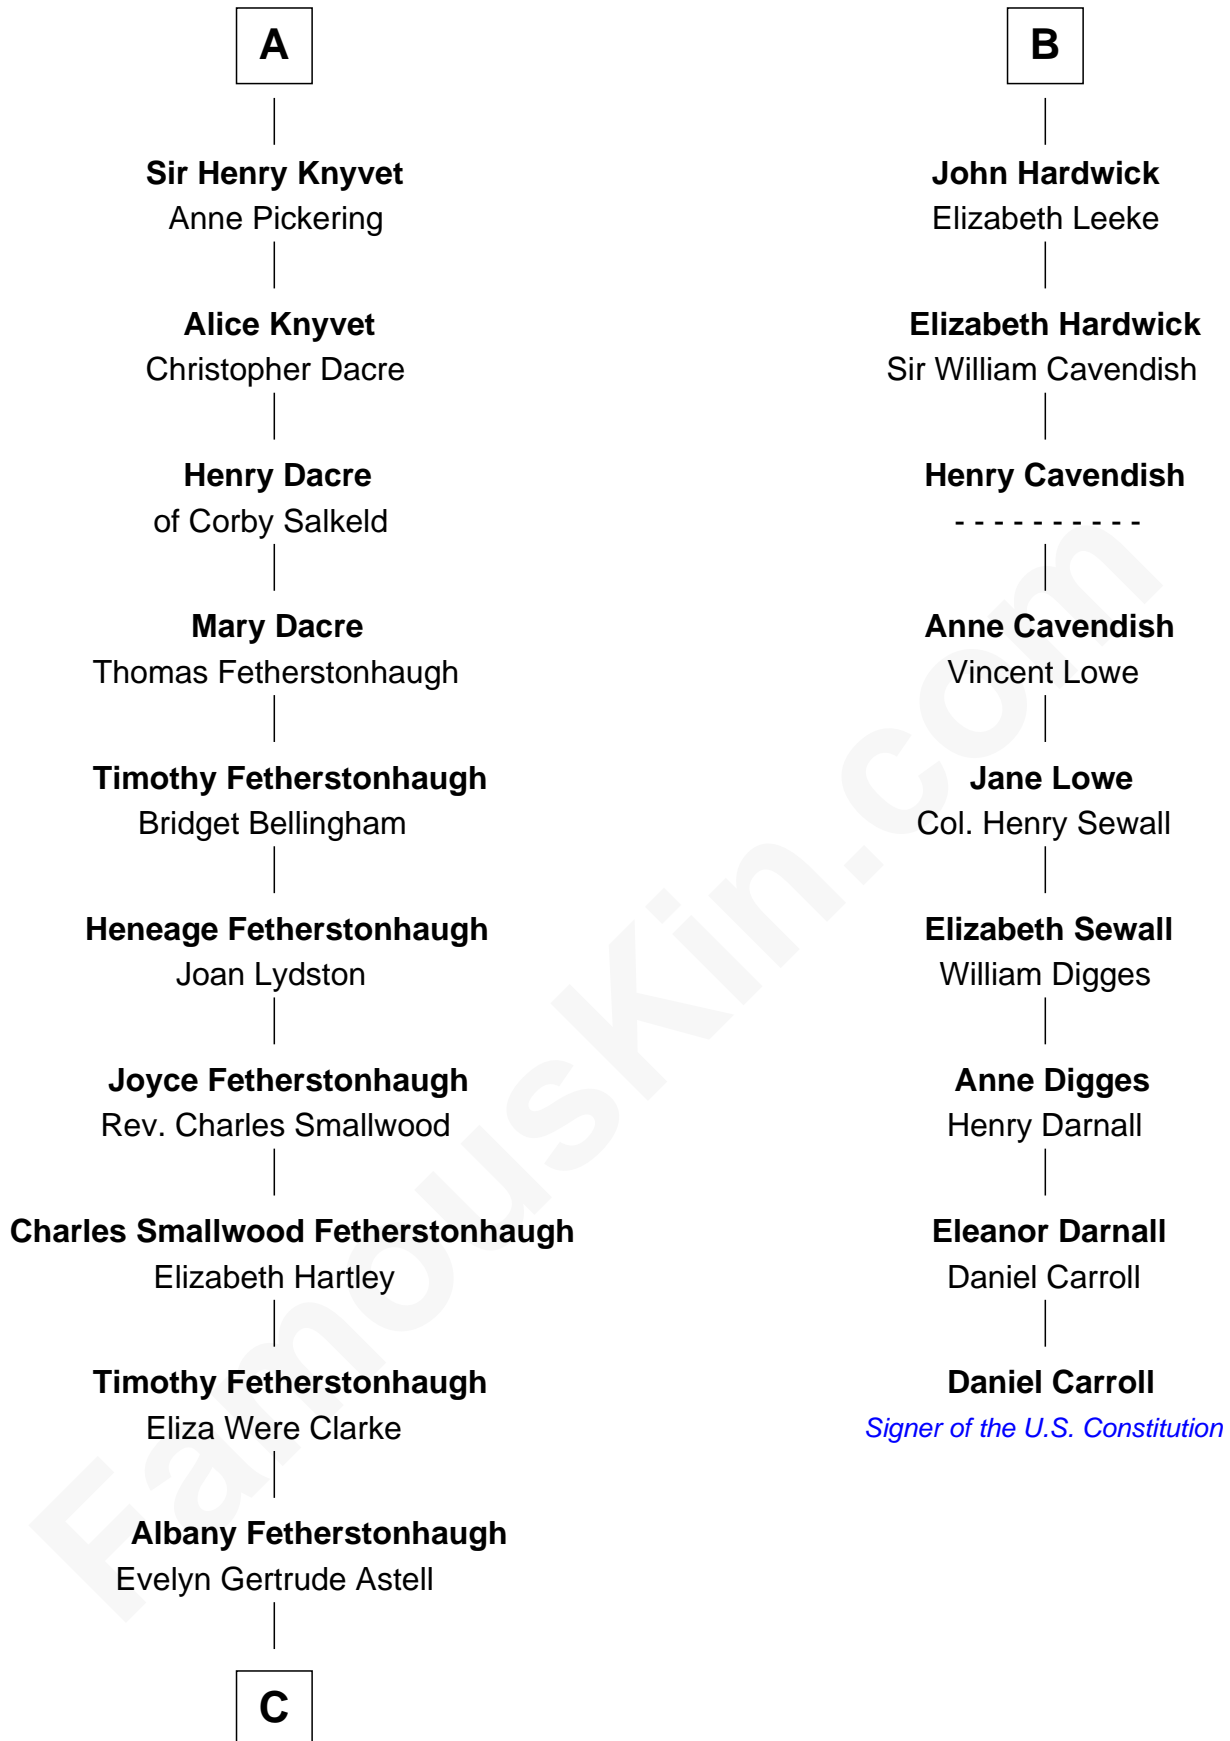 A
Sir Henry Knyvet
Anne Pickering
Alice Knyvet
Christopher Dacre
Henry Dacre
of Corby Salkeld
Mary Dacre
Thomas Fetherstonhaugh
Timothy Fetherstonhaugh
Bridget Bellingham
Heneage Fetherstonhaugh
Joan Lydston
Joyce Fetherstonhaugh
Rev. Charles Smallwood
Charles Smallwood Fetherstonhaugh
Elizabeth Hartley
Timothy Fetherstonhaugh
Eliza Were Clarke
Albany Fetherstonhaugh
Evelyn Gertrude Astell
C
B
John Hardwick
Elizabeth Leeke
Elizabeth Hardwick
Sir William Cavendish
Henry Cavendish
- - - - - - - - - -
Anne Cavendish
Vincent Lowe
Jane Lowe
Col. Henry Sewall
Elizabeth Sewall
William Digges
Anne Digges
Henry Darnall
Eleanor Darnall
Daniel Carroll
Daniel Carroll
Signer of the U.S. Constitution
FamousKin.com